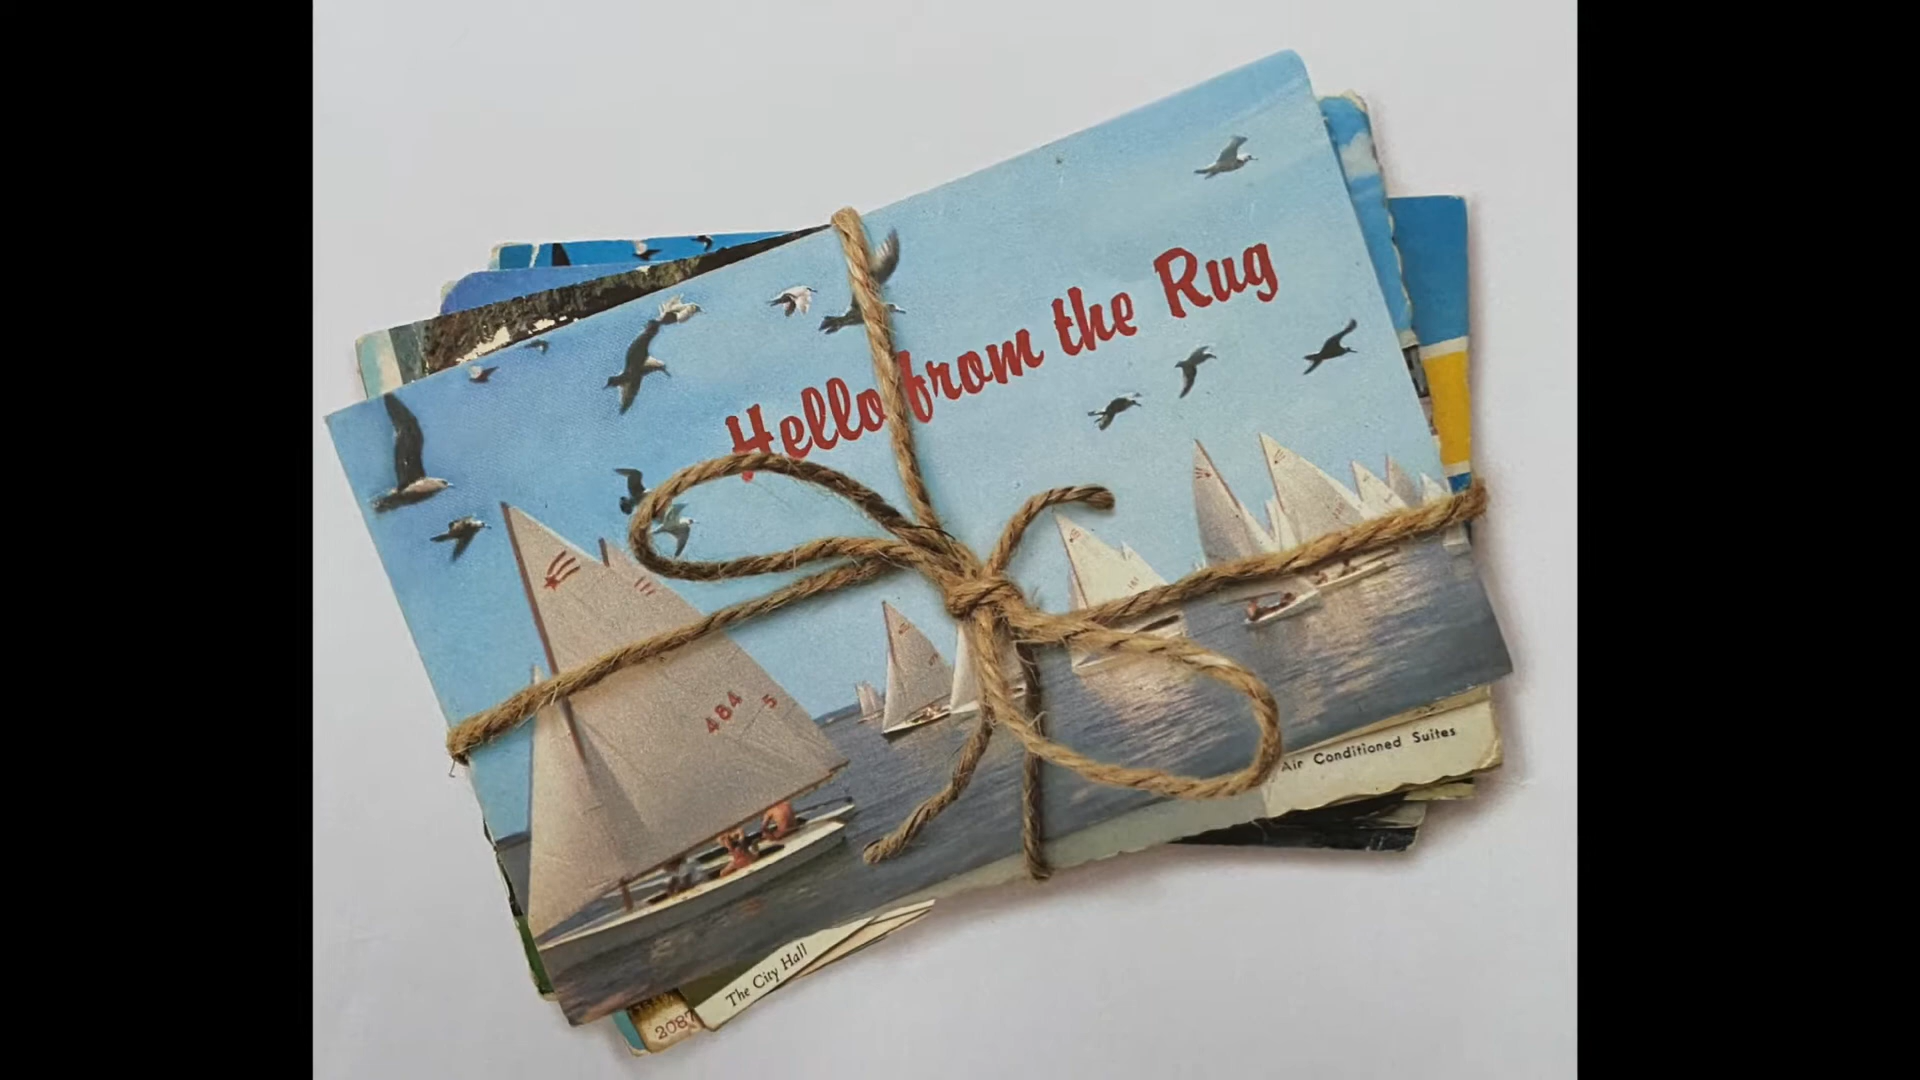 Hello from the Rug
484
5
Air Conditioned Suites
The City Hall
2087